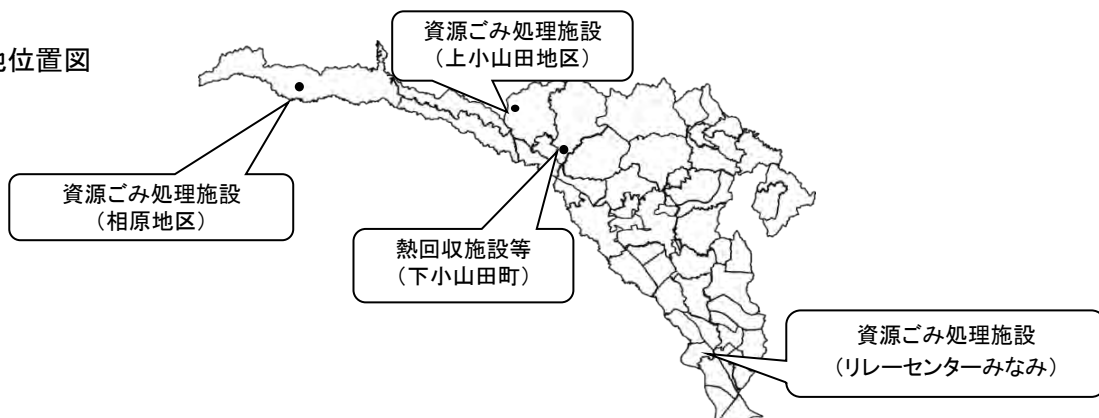 位置図
資源ごみ処理施設
（上小山田地区）
資源ごみ処理施設
（相原地区）
熱回収施設等
（下小山田町）
資源ごみ処理施設
（リレーセンターみなみ）